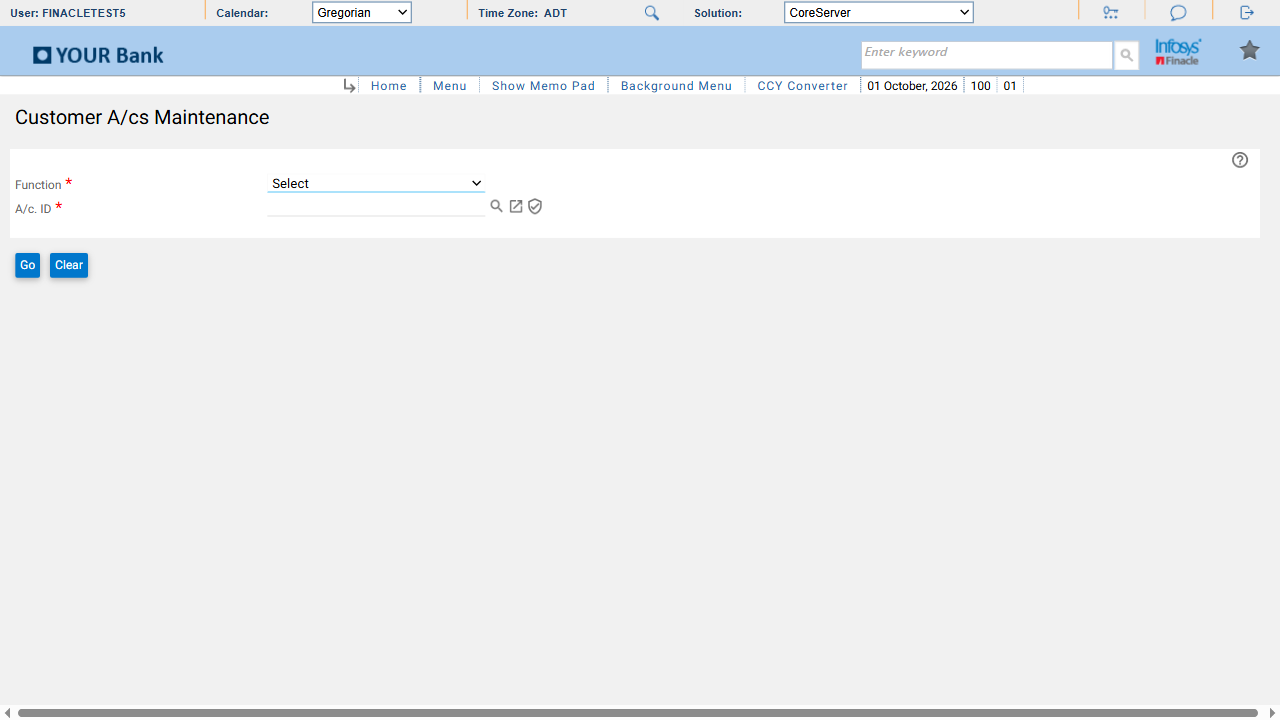 User: FINACLETEST5 Calendar: Gregorian Time Zone: ADT Solution: CoreServer
YOUR Bank Enter keyword Infosys® Finacle
Home Menu Show Memo Pad Background Menu CCY Converter 01 October, 2026 100 01
Customer A/cs Maintenance
Function * Select
A/c. ID *
Go Clear